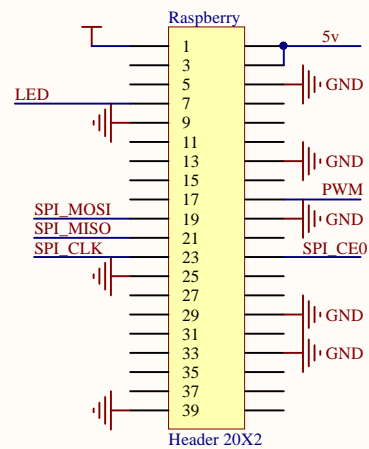 Raspberry
1 5v
3
5 GND
LED 7
9
11
13 GND
15
17 PWM
SPI_MOSI 19 GND
SPI_MISO 21
SPI_CLK 23 SPI_CE0
25
27
29 GND
31
33 GND
35
37
39
Header 20X2